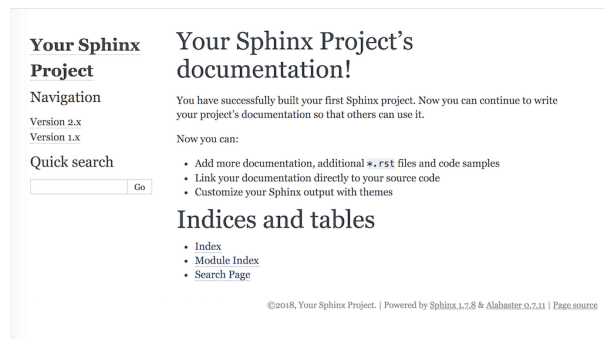 Your Sphinx
Project
Navigation
Version 2.x
Version 1.x
Quick search
Go
Your Sphinx Project’s
documentation!
You have successfully built your first Sphinx project. Now you can continue to write
your project’s documentation so that others can use it.
Now you can:
• Add more documentation, additional *.rst files and code samples
• Link your documentation directly to your source code
• Customize your Sphinx output with themes
Indices and tables
• Index
• Module Index
• Search Page
©2018, Your Sphinx Project. | Powered by Sphinx 1.7.8 & Alabaster 0.7.11 | Page source